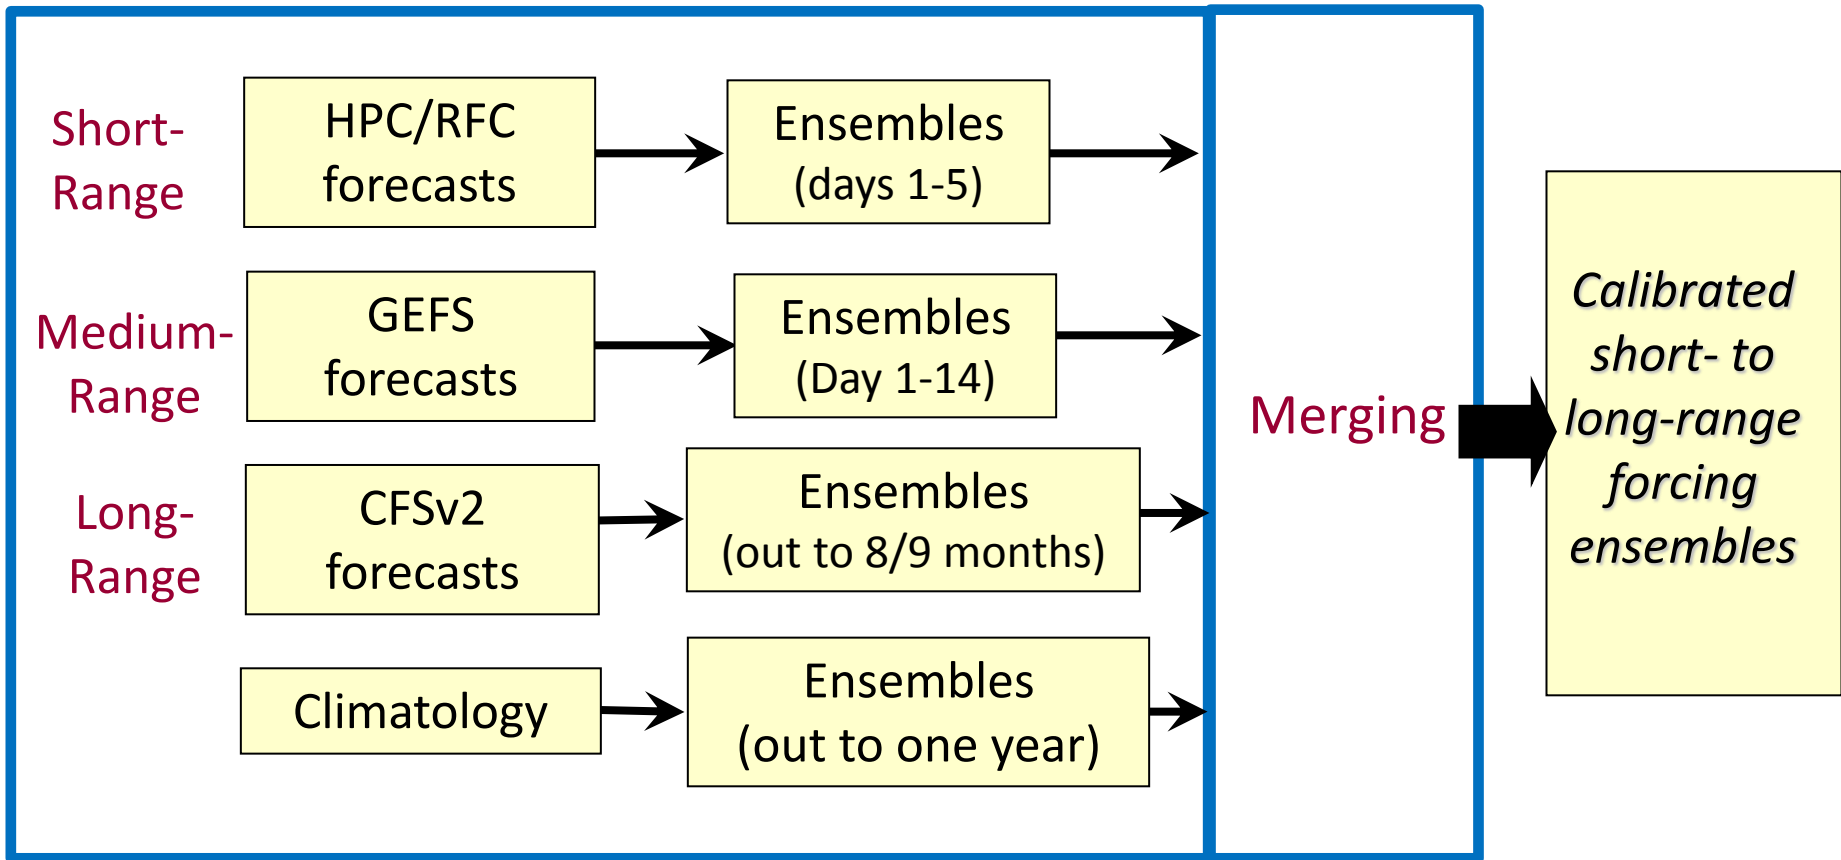 Short-
Range
HPC/RFC
forecasts
Ensembles
(days 1-5)
Medium-
Range
GEFS
forecasts
Ensembles
(Day 1-14)
Long-
Range
CFSv2
forecasts
Ensembles
(out to 8/9 months)
Climatology
Ensembles
(out to one year)
Merging
Calibrated
short- to
long-range
forcing
ensembles